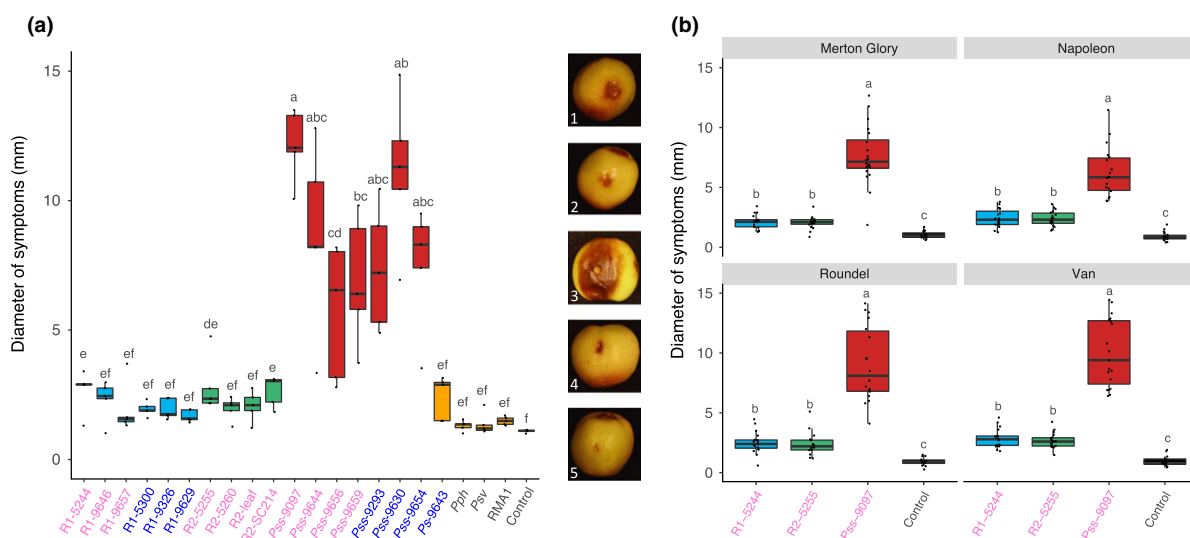 (a)
Diameter of symptoms (mm)
15
10
5
0
e
ef
ef
ef
ef
ef
de
ef
ef
e
a
abc
cd
bc
abc
ab
abc
ef
ef
ef
ef
f
R1-5244
R1-9646
R1-9657
R1-5300
R1-9326
R1-9629
R2-5255
R2-5260
R2-leaf
R2-SC214
Pss-9097
Pss-9644
Pss-9656
Pss-9659
Pss-9293
Pss-9630
Pss-9654
Ps-9643
Pph
Psv
RMA1
Control
1
2
3
4
5
(b)
Diameter of symptoms (mm)
Merton Glory
Napoleon
15
10
5
0
b
b
a
c
b
b
a
c
Roundel
Van
15
10
5
0
b
b
a
c
b
b
a
c
R1-5244
R2-5255
Pss-9097
Control
R1-5244
R2-5255
Pss-9097
Control